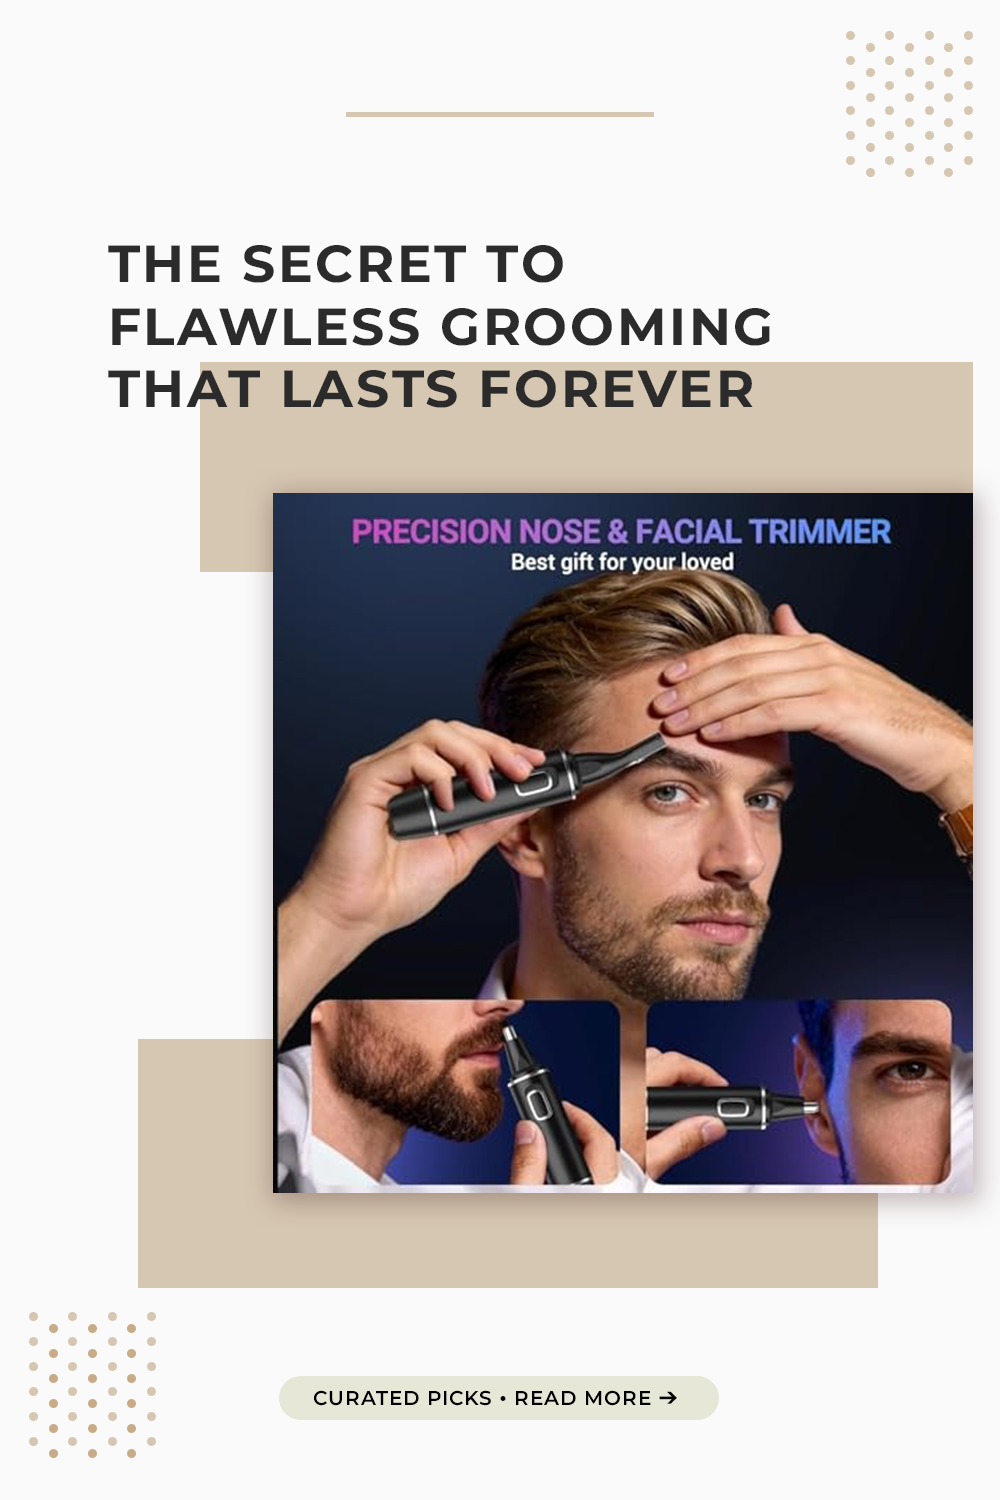 THE SECRET TO
FLAWLESS GROOMING
THAT LASTS FOREVER
PRECISION NOSE & FACIAL TRIMMER
Best gift for your loved
CURATED PICKS • READ MORE ➔